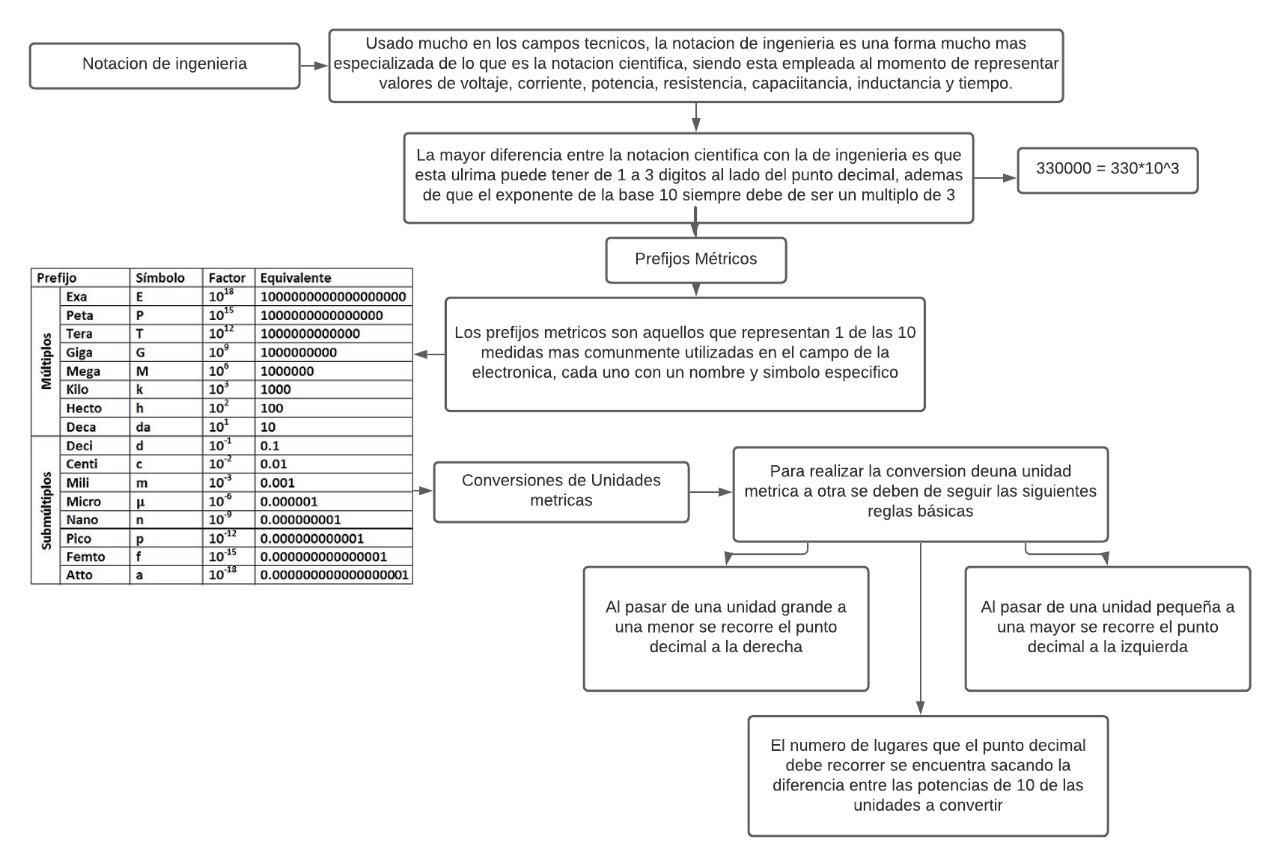 Notacion de ingenieria
Usado mucho en los campos tecnicos, la notacion de ingenieria es una forma mucho mas
especializada de lo que es la notacion cientifica, siendo esta empleada al momento de representar
valores de voltaje, corriente, potencia, resistencia, capaciitancia, inductancia y tiempo.
La mayor diferencia entre la notacion cientifica con la de ingenieria es que
esta ulrima puede tener de 1 a 3 digitos al lado del punto decimal, ademas
de que el exponente de la base 10 siempre debe de ser un multiplo de 3
330000 = 330*10^3
Prefijos Métricos
Los prefijos metricos son aquellos que representan 1 de las 10
medidas mas comunmente utilizadas en el campo de la
electronica, cada uno con un nombre y simbolo especifico
Prefijo Símbolo Factor Equivalente
Múltiplos
Exa E 10^18 1000000000000000000
Peta P 10^15 1000000000000000
Tera T 10^12 1000000000000
Giga G 10^9 1000000000
Mega M 10^6 1000000
Kilo k 10^3 1000
Hecto h 10^2 100
Deca da 10^1 10
Submúltiplos
Deci d 10^-1 0.1
Centi c 10^-2 0.01
Mili m 10^-3 0.001
Micro µ 10^-6 0.000001
Nano n 10^-9 0.000000001
Pico p 10^-12 0.000000000001
Femto f 10^-15 0.000000000000001
Atto a 10^-18 0.000000000000000001
Conversiones de Unidades
metricas
Para realizar la conversion deuna unidad
metrica a otra se deben de seguir las siguientes
reglas básicas
Al pasar de una unidad grande a
una menor se recorre el punto
decimal a la derecha
Al pasar de una unidad pequeña a
una mayor se recorre el punto
decimal a la izquierda
El numero de lugares que el punto decimal
debe recorrer se encuentra sacando la
diferencia entre las potencias de 10 de las
unidades a convertir